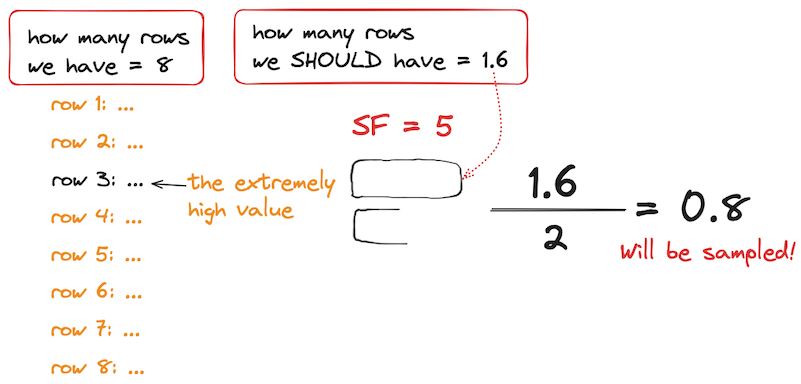 how many rows
we have = 8
how many rows
we SHOULD have = 1.6
row 1: ...
row 2: ...
row 3: ...
row 4: ...
row 5: ...
row 6: ...
row 7: ...
row 8: ...
the extremely
high value
SF = 5
1.6
2
= 0.8
Will be sampled!